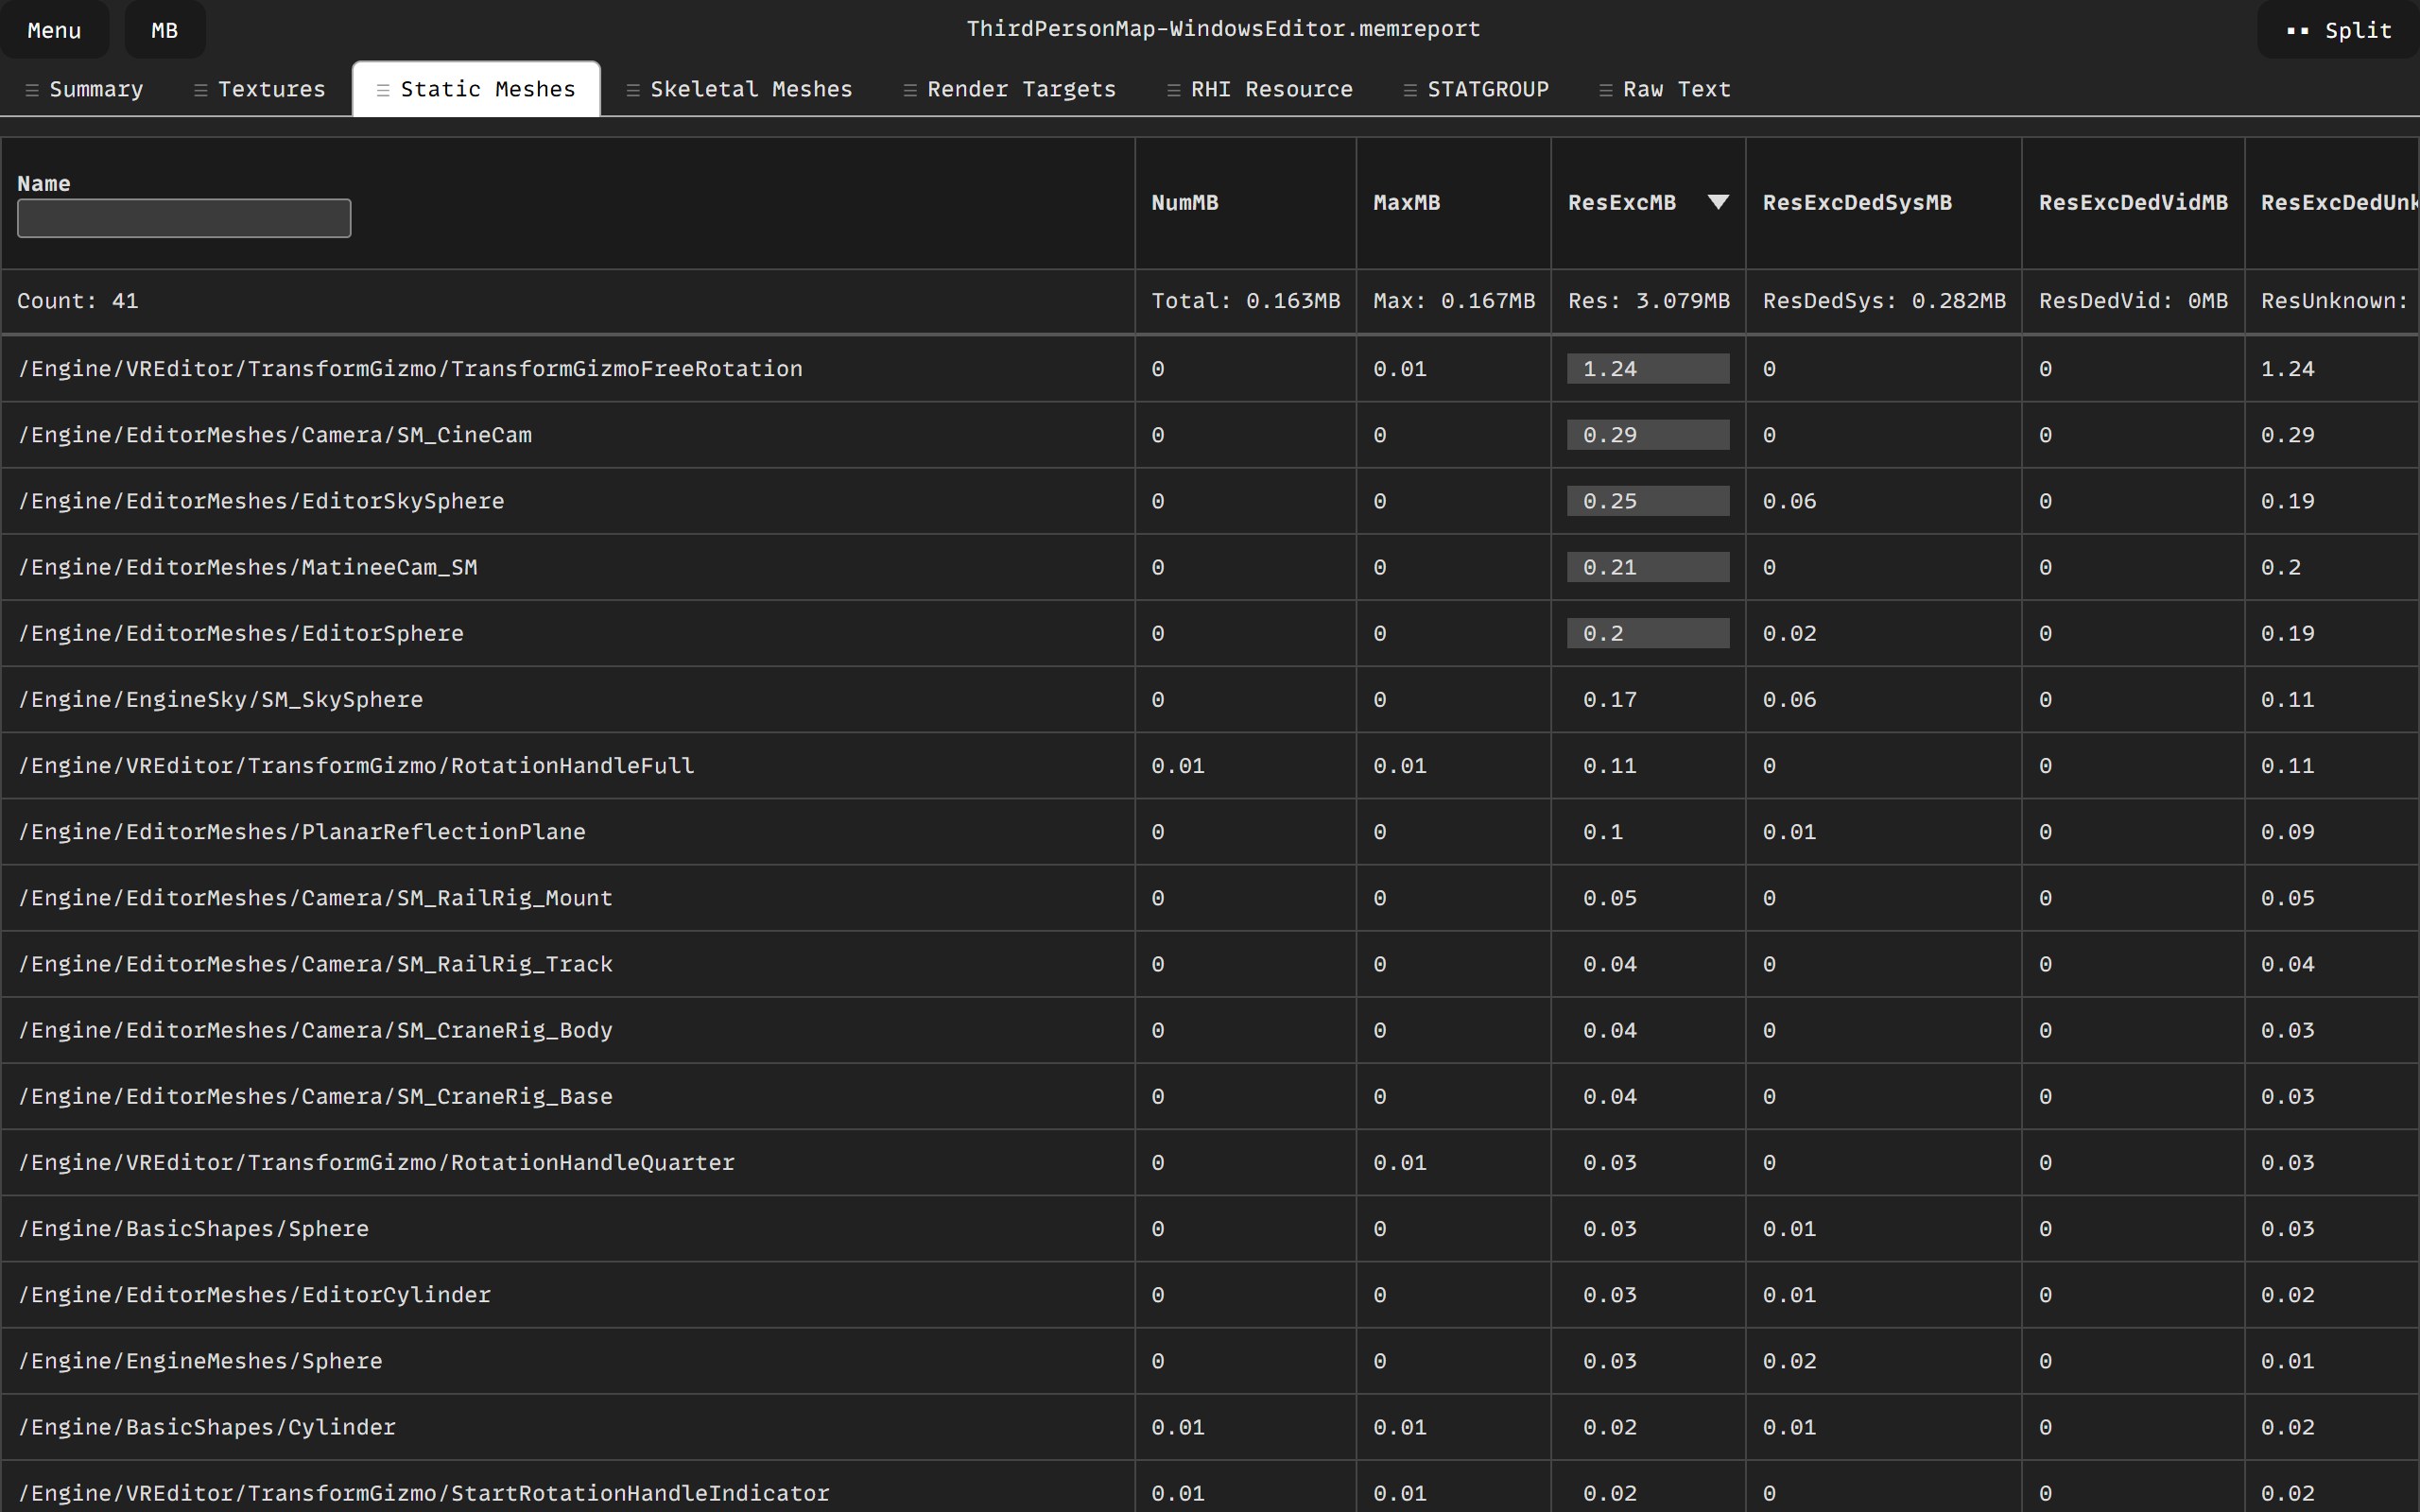 Menu MB ThirdPersonMap-WindowsEditor.memreport Split
Summary Textures Static Meshes Skeletal Meshes Render Targets RHI Resource STATGROUP Raw Text
Name NumMB MaxMB ResExcMB ResExcDedSysMB ResExcDedVidMB ResExcDedUnk
Count: 41 Total: 0.163MB Max: 0.167MB Res: 3.079MB ResDedSys: 0.282MB ResDedVid: 0MB ResUnknown:
/Engine/VREditor/TransformGizmo/TransformGizmoFreeRotation 0 0.01 1.24 0 0 1.24
/Engine/EditorMeshes/Camera/SM_CineCam 0 0 0.29 0 0 0.29
/Engine/EditorMeshes/EditorSkySphere 0 0 0.25 0.06 0 0.19
/Engine/EditorMeshes/MatineeCam_SM 0 0 0.21 0 0 0.2
/Engine/EditorMeshes/EditorSphere 0 0 0.2 0.02 0 0.19
/Engine/EngineSky/SM_SkySphere 0 0 0.17 0.06 0 0.11
/Engine/VREditor/TransformGizmo/RotationHandleFull 0.01 0.01 0.11 0 0 0.11
/Engine/EditorMeshes/PlanarReflectionPlane 0 0 0.1 0.01 0 0.09
/Engine/EditorMeshes/Camera/SM_RailRig_Mount 0 0 0.05 0 0 0.05
/Engine/EditorMeshes/Camera/SM_RailRig_Track 0 0 0.04 0 0 0.04
/Engine/EditorMeshes/Camera/SM_CraneRig_Body 0 0 0.04 0 0 0.03
/Engine/EditorMeshes/Camera/SM_CraneRig_Base 0 0 0.04 0 0 0.03
/Engine/VREditor/TransformGizmo/RotationHandleQuarter 0 0.01 0.03 0 0 0.03
/Engine/BasicShapes/Sphere 0 0 0.03 0.01 0 0.03
/Engine/EditorMeshes/EditorCylinder 0 0 0.03 0.01 0 0.02
/Engine/EngineMeshes/Sphere 0 0 0.03 0.02 0 0.01
/Engine/BasicShapes/Cylinder 0.01 0.01 0.02 0.01 0 0.02
/Engine/VREditor/TransformGizmo/StartRotationHandleIndicator 0.01 0.01 0.02 0 0 0.02